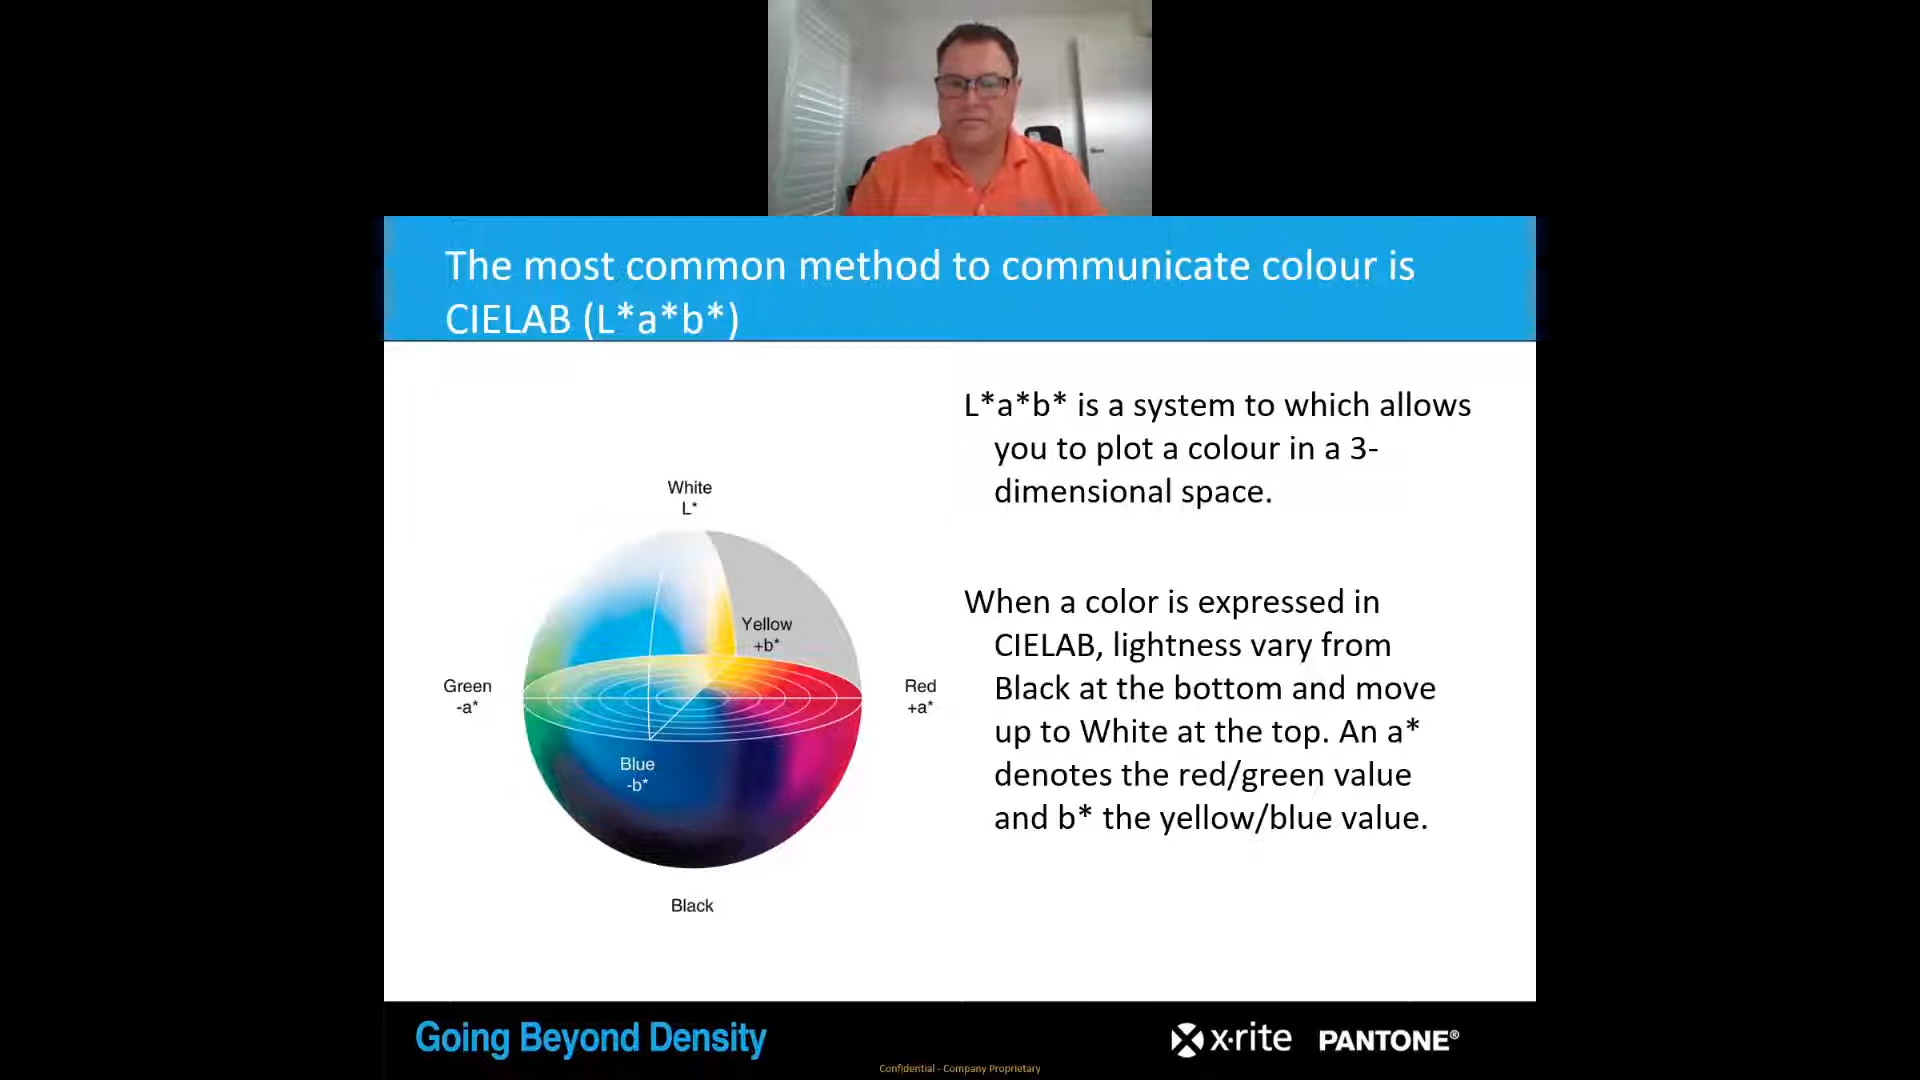 The most common method to communicate colour is
CIELAB (L*a*b*)
L*a*b* is a system to which allows
you to plot a colour in a 3-
dimensional space.
When a color is expressed in
CIELAB, lightness vary from
Black at the bottom and move
up to White at the top. An a*
denotes the red/green value
and b* the yellow/blue value.
White
L*
Yellow
+b*
Green
-a*
Red
+a*
Blue
-b*
Black
Going Beyond Density
x·rite PANTONE®
Confidential - Company Proprietary